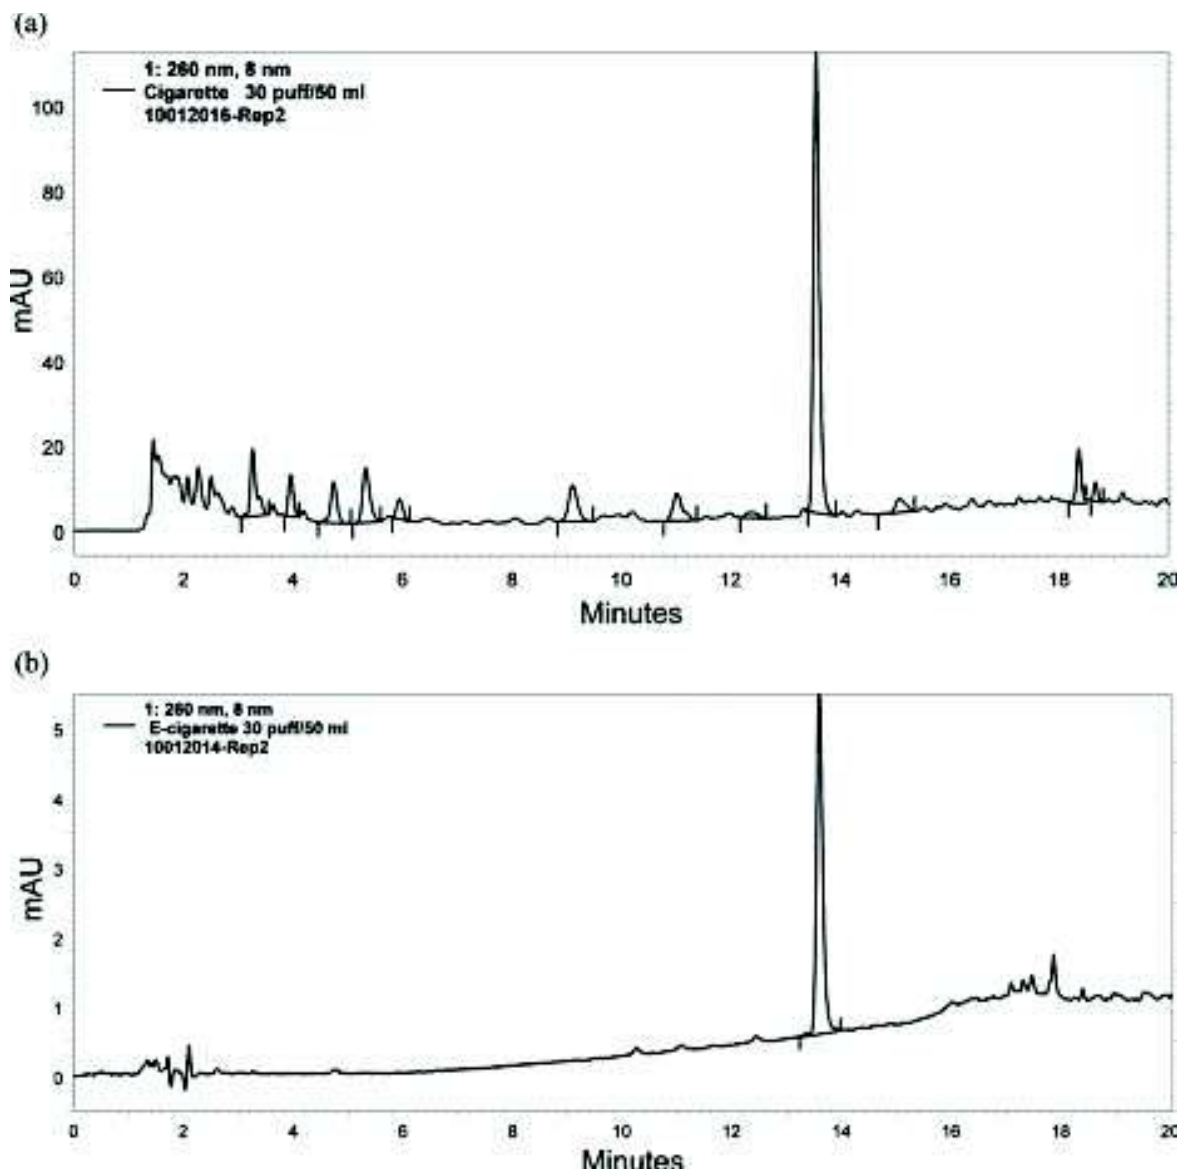 (a)
1: 260 nm, 8 nm
Cigarette 30 puff/50 ml
10012016-Rep2
100
80
60
40
20
0
mAU
0 2 4 6 8 10 12 14 16 18 20
Minutes
(b)
1: 260 nm, 8 nm
E-cigarette 30 puff/50 ml
10012014-Rep2
5
4
3
2
1
0
mAU
0 2 4 6 8 10 12 14 16 18 20
Minutes